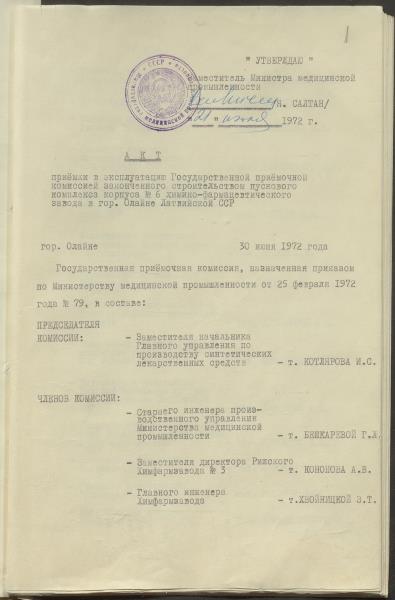 1
" УТВЕРЖДАЮ "
Заместитель Министра медицинской
промышленности
/Н. САЛТАН/
"21" июля 1972 г.
А К Т
приёмки в эксплуатацию Государственной приёмочной
комиссией законченного строительством пускового
комплекса корпуса № 6 химико-фармацевтического
завода в гор. Олайне Латвийской ССР
гор. Олайне 30 июня 1972 года
Государственная приёмочная комиссия, назначенная приказом
по Министерству медицинской промышленности от 25 февраля 1972
года № 79, в составе:
ПРЕДСЕДАТЕЛЯ
КОМИССИИ:
- Заместителя начальника
Главного управления по
производству синтетических
лекарственных средств - т. КОТЛЯРОВА И.С.
ЧЛЕНОВ КОМИССИИ:
- Старшего инженера произ-
водственного управления
Министерства медицинской
промышленности - т. БЕШКАРЕВОЙ Г.А.
- Заместителя директора Рижского
Химфармзавода № 3 - т. КОНОНОВА А.В.
- Главного инженера
Химфармзавода - т.ХВОЙНИЦКОЙ З.Т.